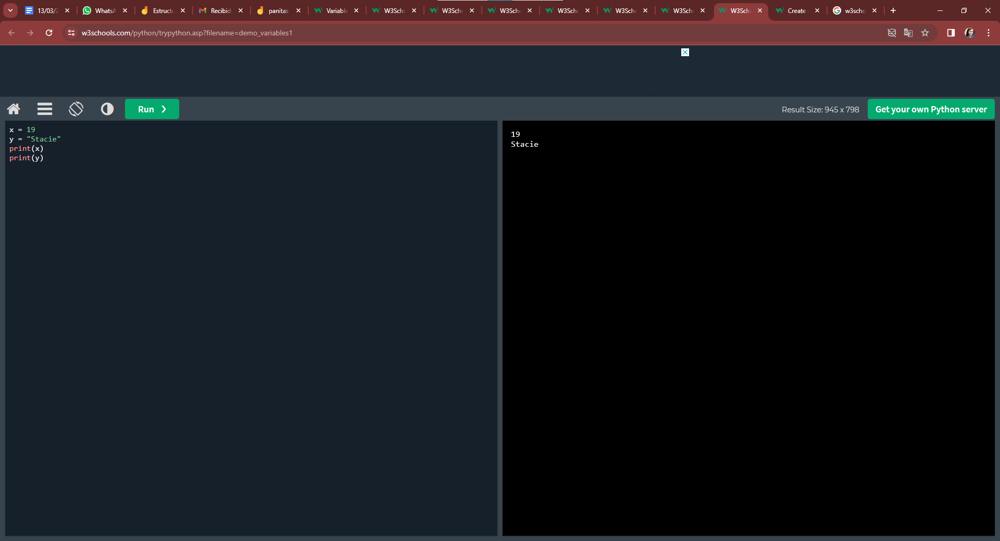 13/03/2
WhatsA
Estructu
Recibid
panitas
Variable
W3Scho
W3Scho
W3Scho
W3Scho
W3Scho
W3Scho
W3Sch
Create
w3scho
w3schools.com/python/trypython.asp?filename=demo_variables1
Run
Result Size: 945 x 798
Get your own Python server
x = 19
y = "Stacie"
print(x)
print(y)
19
Stacie